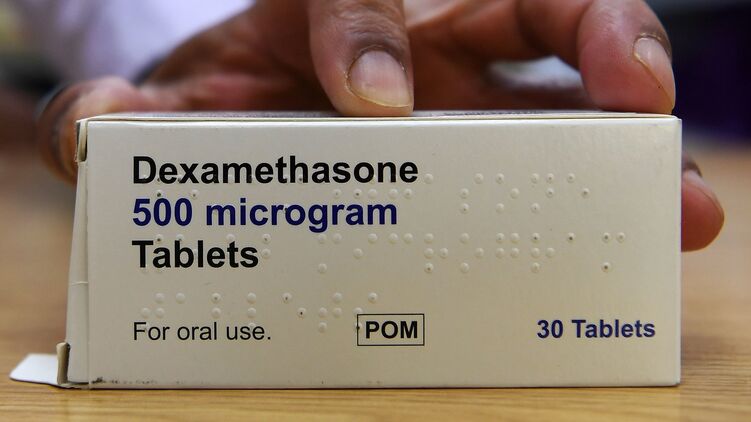 Dexamethasone
500 microgram
Tablets
For oral use. POM 30 Tablets